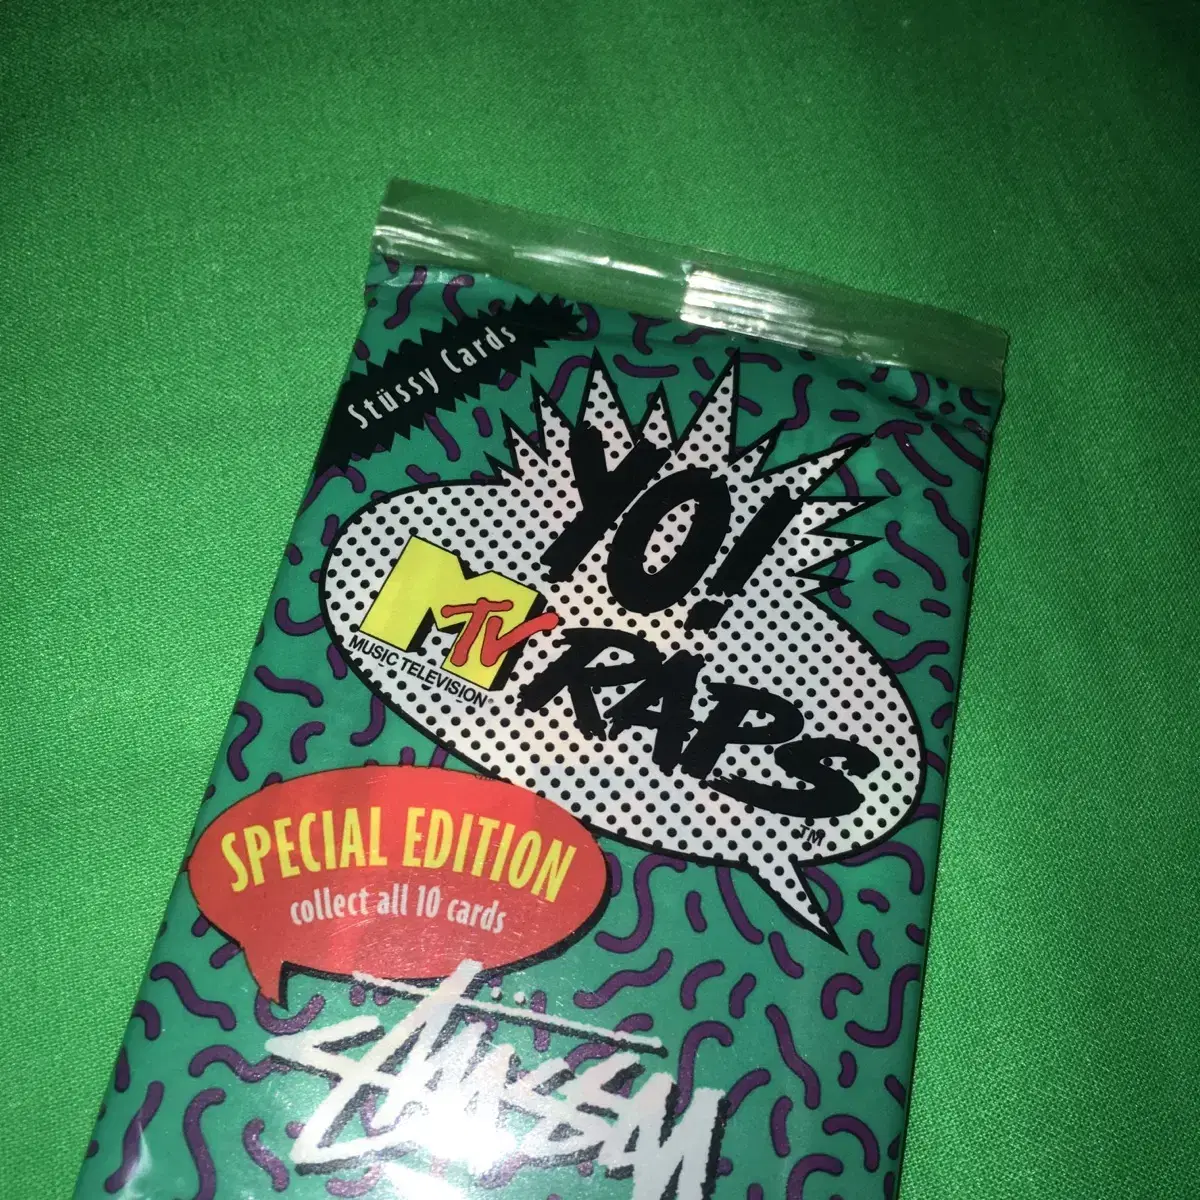 Stüssy Cards
YO!
MTV
MUSIC TELEVISION®
RAPS
TM
SPECIAL EDITION
collect all 10 cards
Stüssy